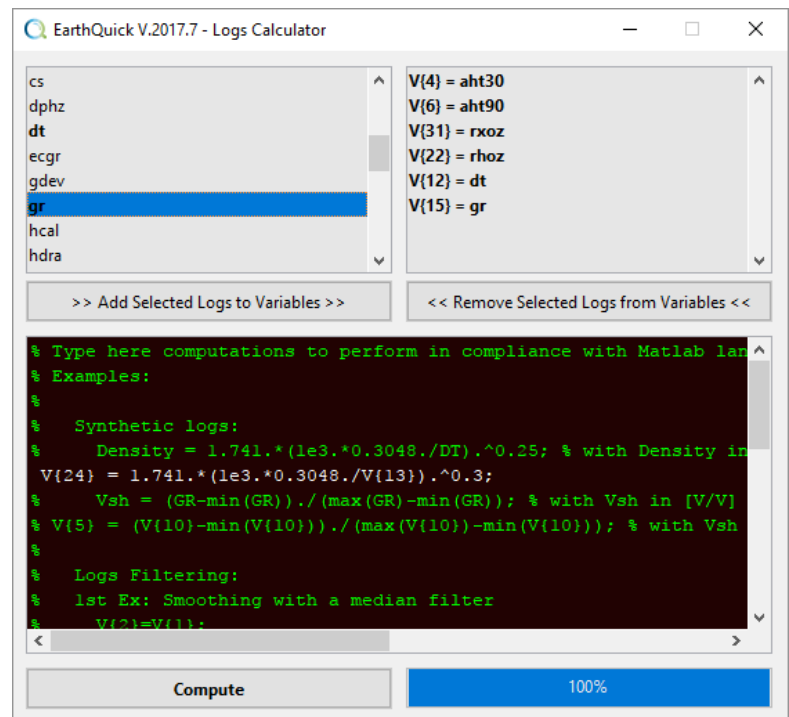 EarthQuick V.2017.7 - Logs Calculator
cs
dphz
dt
ecgr
gdev
gr
hcal
hdra
V{4} = aht30
V{6} = aht90
V{31} = rxoz
V{22} = rhoz
V{12} = dt
V{15} = gr
>> Add Selected Logs to Variables >>
<< Remove Selected Logs from Variables <<
% Type here computations to perform in compliance with Matlab lan
% Examples:
%
%   Synthetic logs:
%     Density = 1.741.*(1e3.*0.3048./DT).^0.25; % with Density in
V{24} = 1.741.*(1e3.*0.3048./V{13}).^0.3;
%     Vsh = (GR-min(GR))./(max(GR)-min(GR)); % with Vsh in [V/V]
% V{5} = (V{10}-min(V{10}))./(max(V{10})-min(V{10})); % with Vsh
%
%   Logs Filtering:
%   1st Ex: Smoothing with a median filter
%     V{2}=V{1};
Compute
100%